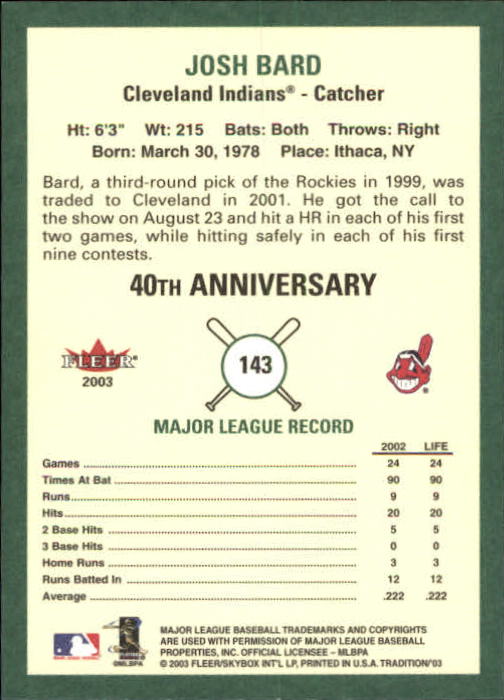 JOSH BARD
Cleveland Indians® - Catcher
Ht: 6'3" Wt: 215 Bats: Both Throws: Right
Born: March 30, 1978 Place: Ithaca, NY
Bard, a third-round pick of the Rockies in 1999, was
traded to Cleveland in 2001. He got the call to
the show on August 23 and hit a HR in each of his first
two games, while hitting safely in each of his first
nine contests.
40TH ANNIVERSARY
FLEER®
2003
143
MAJOR LEAGUE RECORD
2002 LIFE
Games 24 24
Times At Bat 90 90
Runs 9 9
Hits 20 20
2 Base Hits 5 5
3 Base Hits 0 0
Home Runs 3 3
Runs Batted In 12 12
Average .222 .222
©MLBPA
MAJOR LEAGUE BASEBALL TRADEMARKS AND COPYRIGHTS
ARE USED WITH PERMISSION OF MAJOR LEAGUE BASEBALL
PROPERTIES, INC. OFFICIAL LICENSEE - MLBPA
© 2003 FLEER/SKYBOX INT'L LP, PRINTED IN U.S.A. TRADITION'03